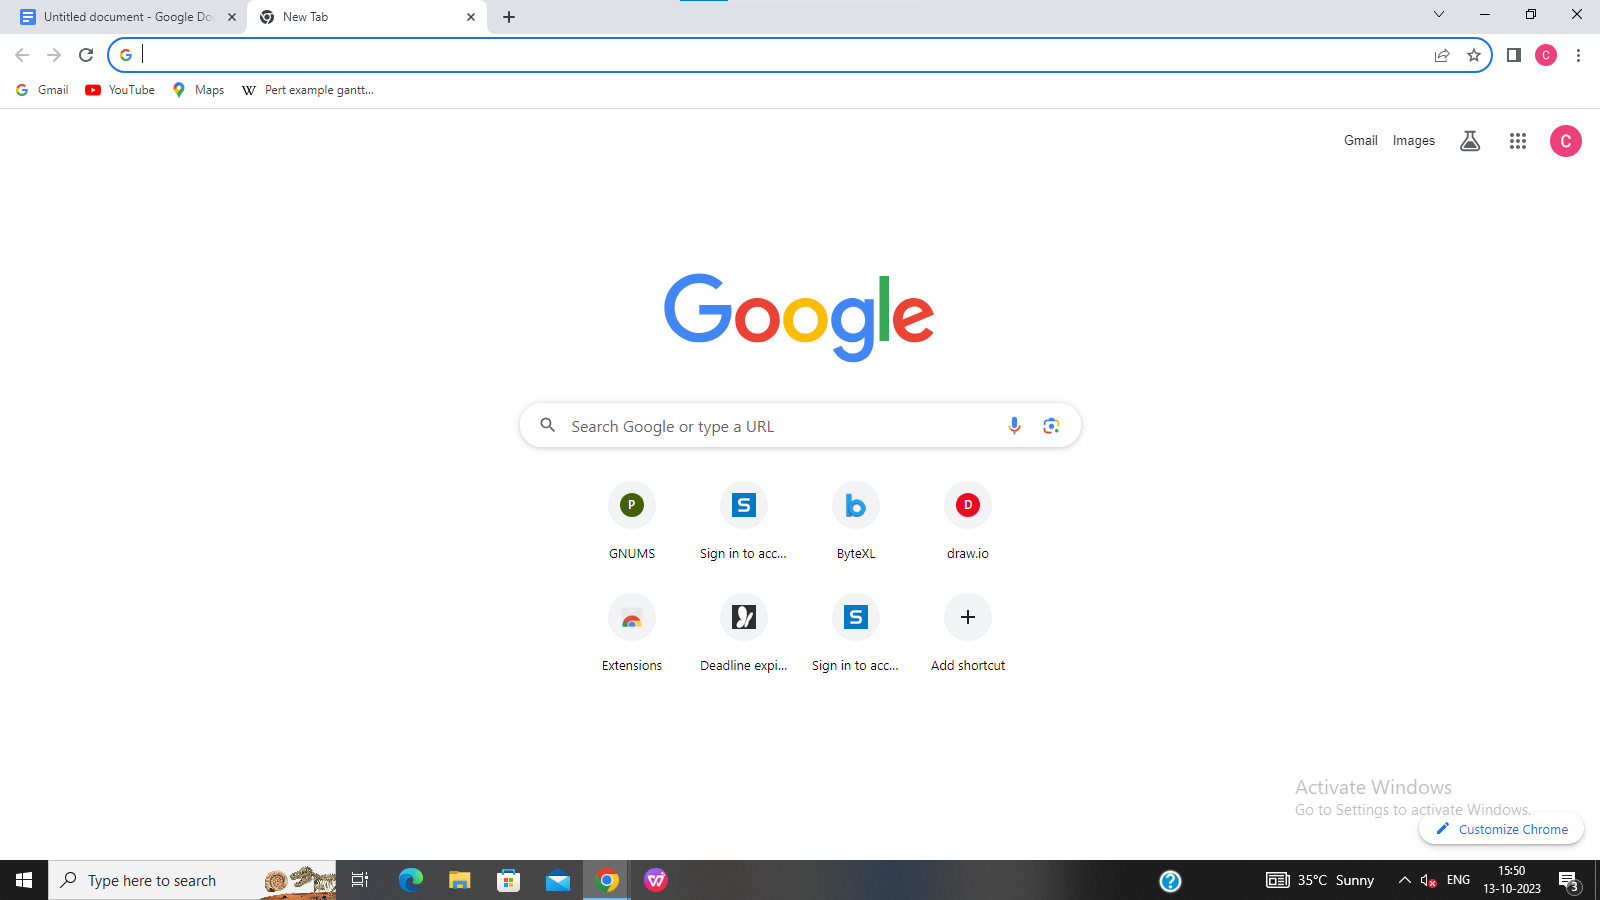 Untitled document - Google Do
New Tab
Gmail
YouTube
Maps
Pert example gantt...
Gmail
Images
C
C
Google
Search Google or type a URL
P
S
b
D
GNUMS
Sign in to acc...
ByteXL
draw.io
S
Extensions
Deadline expi...
Sign in to acc...
Add shortcut
Activate Windows
Go to Settings to activate Windows.
Customize Chrome
Type here to search
35°C Sunny
ENG
15:50
13-10-2023
3